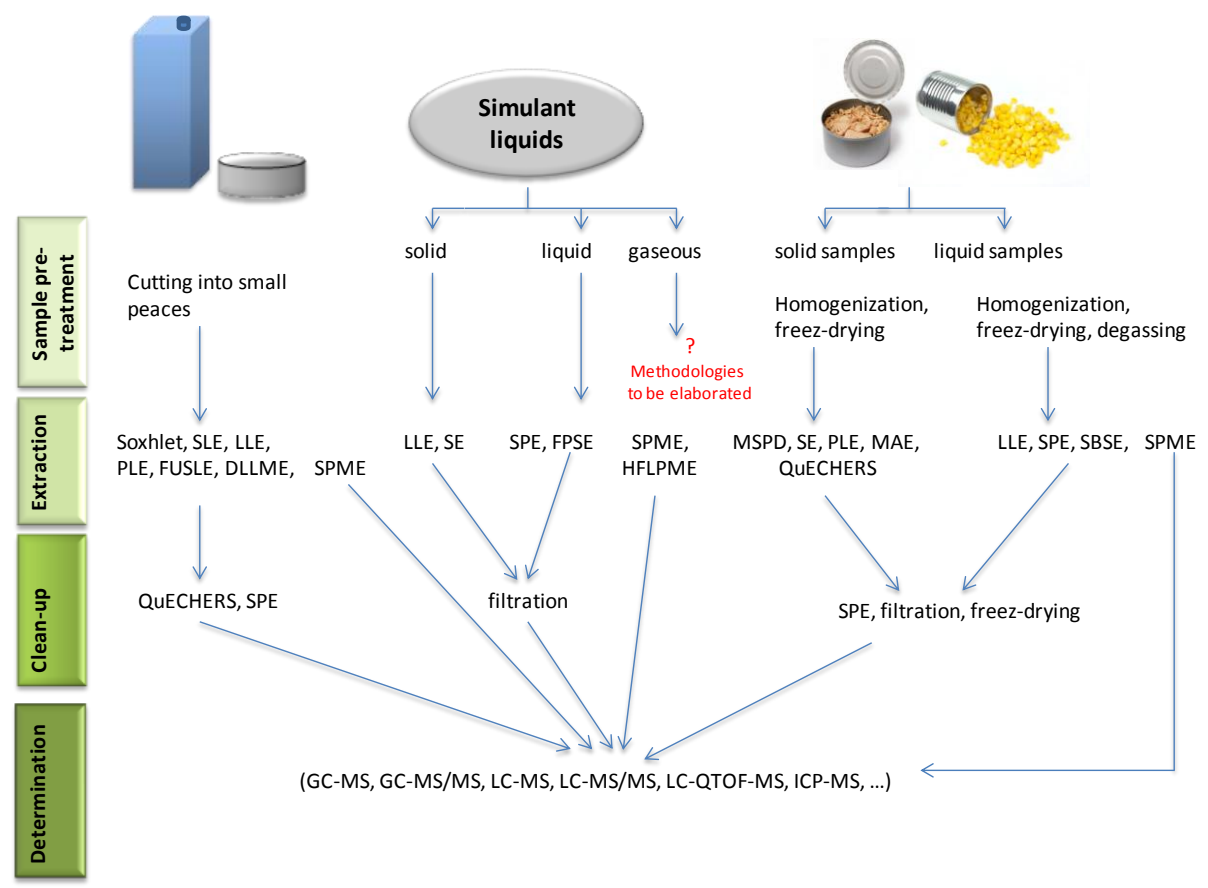 Simulant
liquids
Sample pre-
treatment
solid
liquid
gaseous
solid samples
liquid samples
Cutting into small
peaces
Homogenization,
freez-drying
Homogenization,
freez-drying, degassing
?
Methodologies
to be elaborated
Extraction
Soxhlet, SLE, LLE,
PLE, FUSLE, DLLME,
SPME
LLE, SE
SPE, FPSE
SPME,
HFLPME
MSPD, SE, PLE, MAE,
QuECHERS
LLE, SPE, SBSE,
SPME
Clean-up
QuECHERS, SPE
filtration
SPE, filtration, freez-drying
Determination
(GC-MS, GC-MS/MS, LC-MS, LC-MS/MS, LC-QTOF-MS, ICP-MS, …)